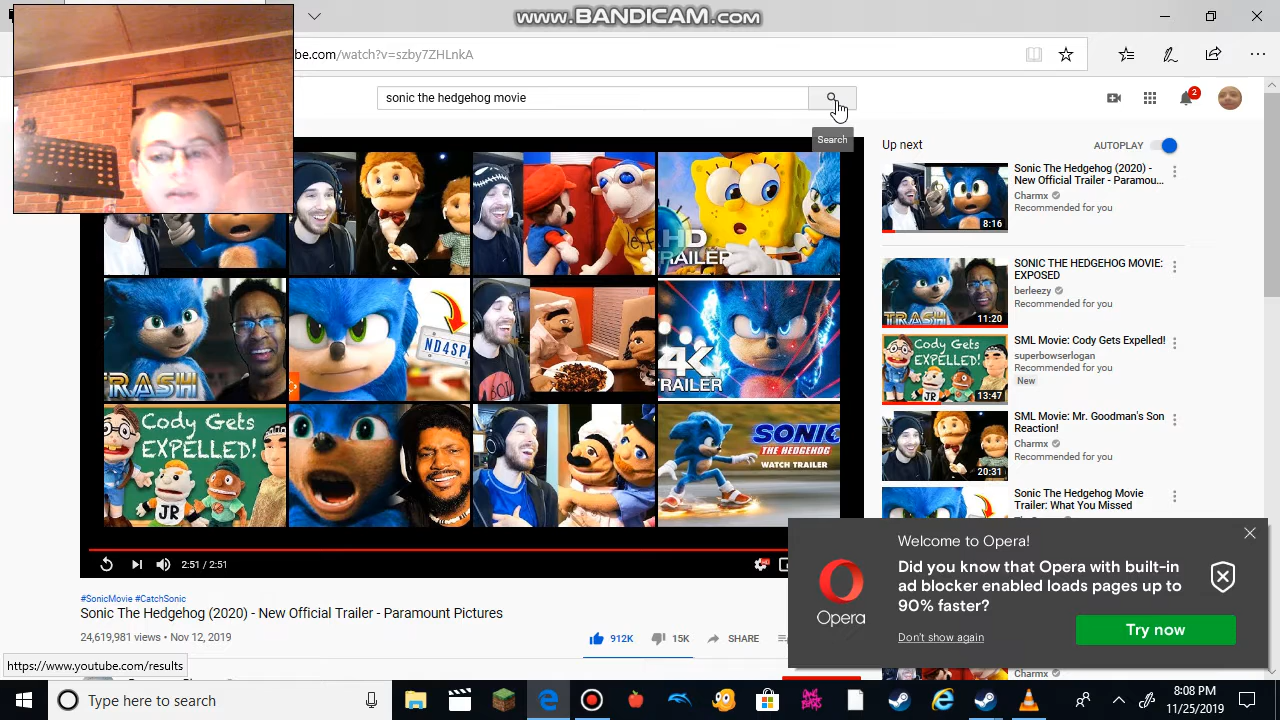 www.BANDICAM.com
be.com/watch?v=szby7ZHLnkA
sonic the hedgehog movie
2
Search
Up next
AUTOPLAY
Sonic The Hedgehog (2020) -
New Official Trailer - Paramou...
Charmx
Recommended for you
8:16
SONIC THE HEDGEHOG MOVIE:
EXPOSED
berleezy
Recommended for you
TRASH
11:20
SML Movie: Cody Gets Expelled!
superbowserlogan
Recommended for you
New
Cody Gets
EXPELLED!
JR
13:47
SML Movie: Mr. Goodman's Son
Reaction!
Charmx
Recommended for you
20:31
Sonic The Hedgehog Movie
Trailer: What You Missed
HD
TRAILER
Jeff
TRASH
ND4SP
4K
TRAILER
Cody Gets
EXPELLED!
JR
SONIC
THE HEDGEHOG
WATCH TRAILER
2:51 / 2:51
#SonicMovie #CatchSonic
Sonic The Hedgehog (2020) - New Official Trailer - Paramount Pictures
24,619,981 views • Nov 12, 2019
912K
15K
SHARE
Welcome to Opera!
Did you know that Opera with built-in
ad blocker enabled loads pages up to
90% faster?
Opera
Don't show again
Try now
https://www.youtube.com/results
Charmx
Type here to search
8:08 PM
11/25/2019